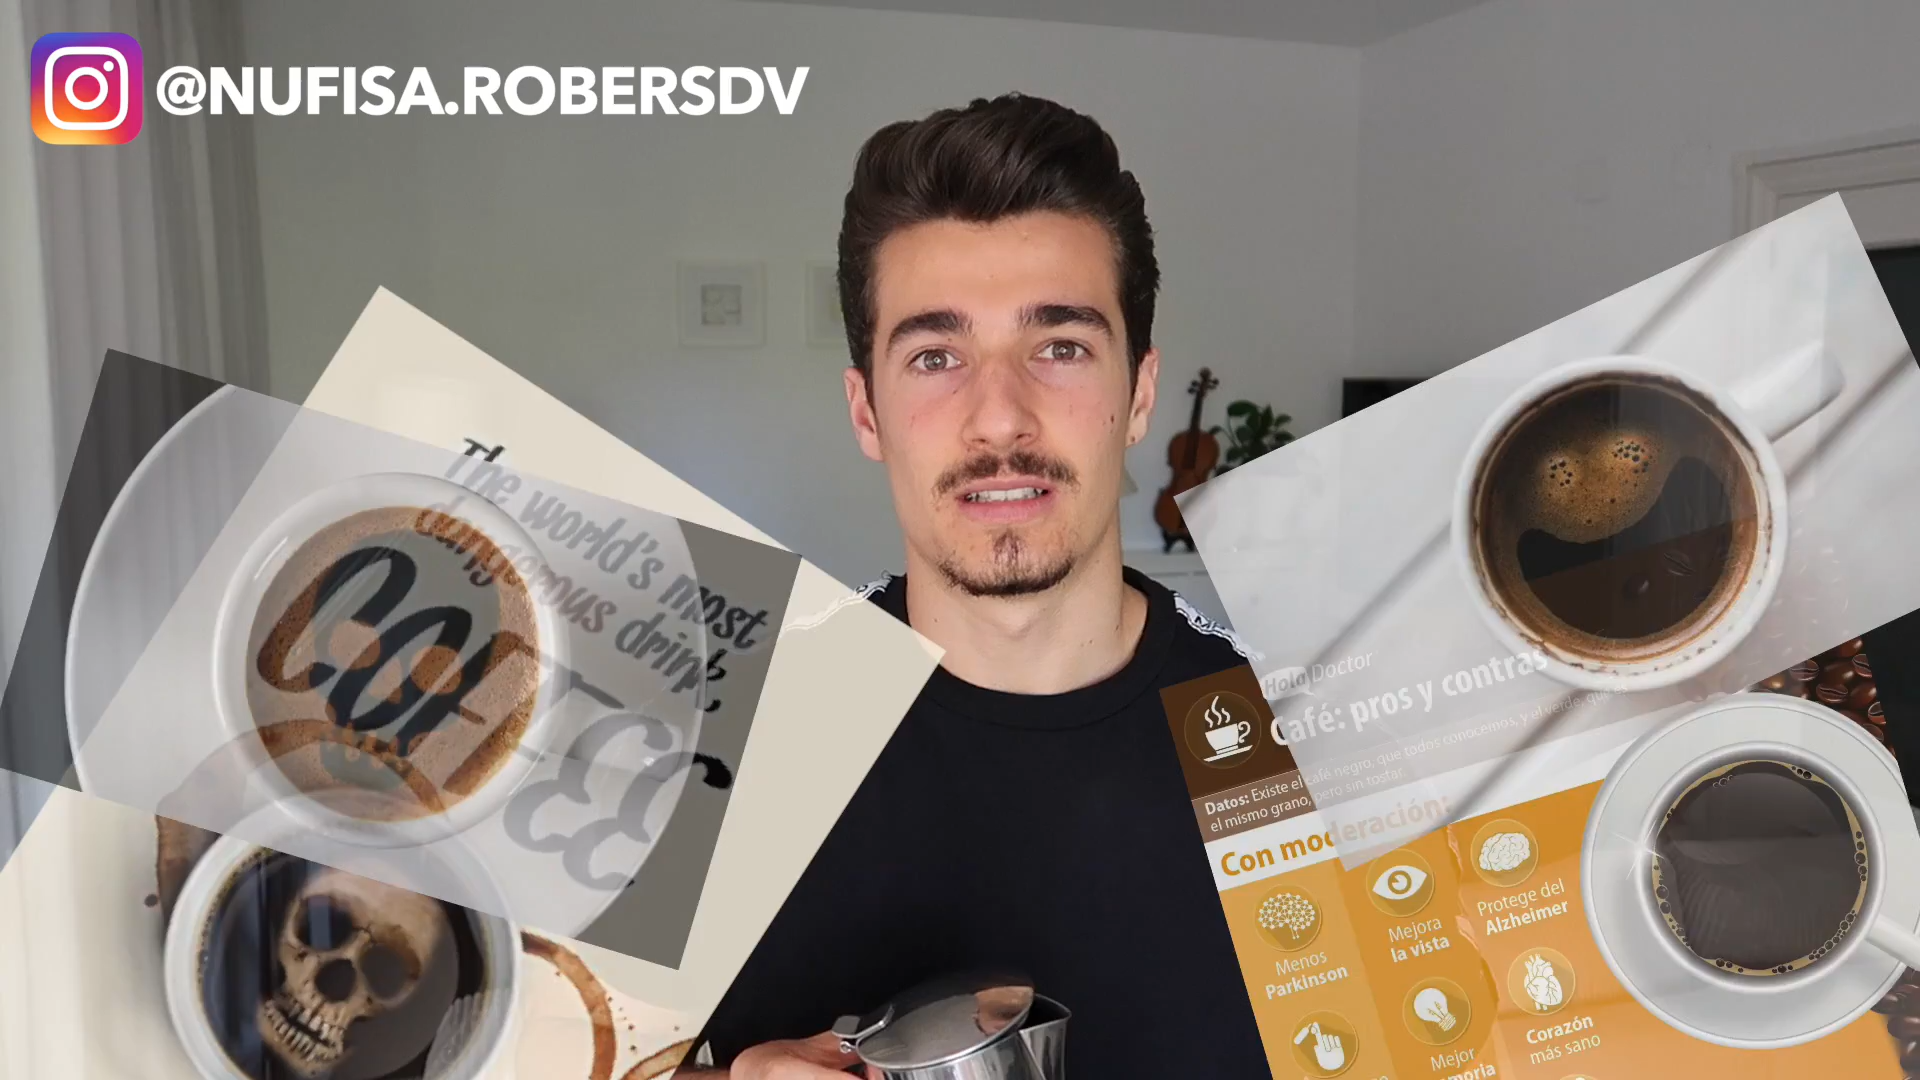 @NUFISA.ROBERSDV
The world's most
dangerous drink
COFFEE
HolaDoctor
Café: pros y contras
Datos: Existe el café negro, que todos conocemos, y el verde, que es
el mismo grano, pero sin tostar.
Con moderación:
Menos
Parkinson
Mejora
la vista
Protege del
Alzheimer
Mejor
Corazón
más sano